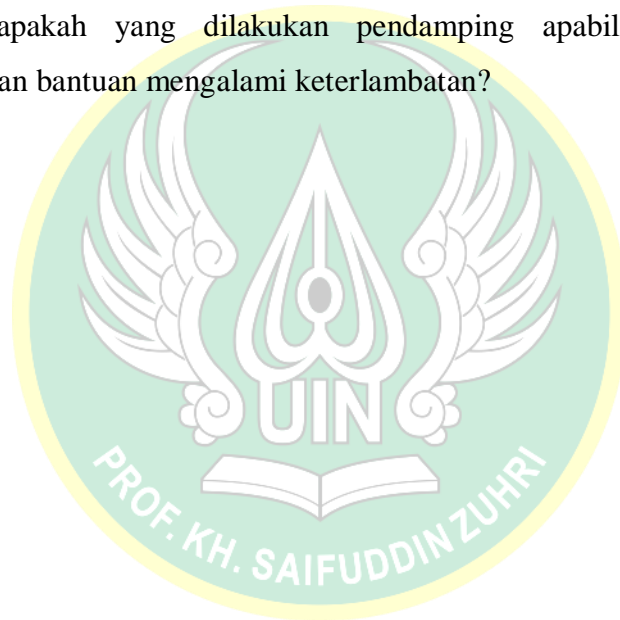 apakah yang dilakukan pendamping apabil
an bantuan mengalami keterlambatan?
UIN
PROF. KH. SAIFUDDIN ZUHRI